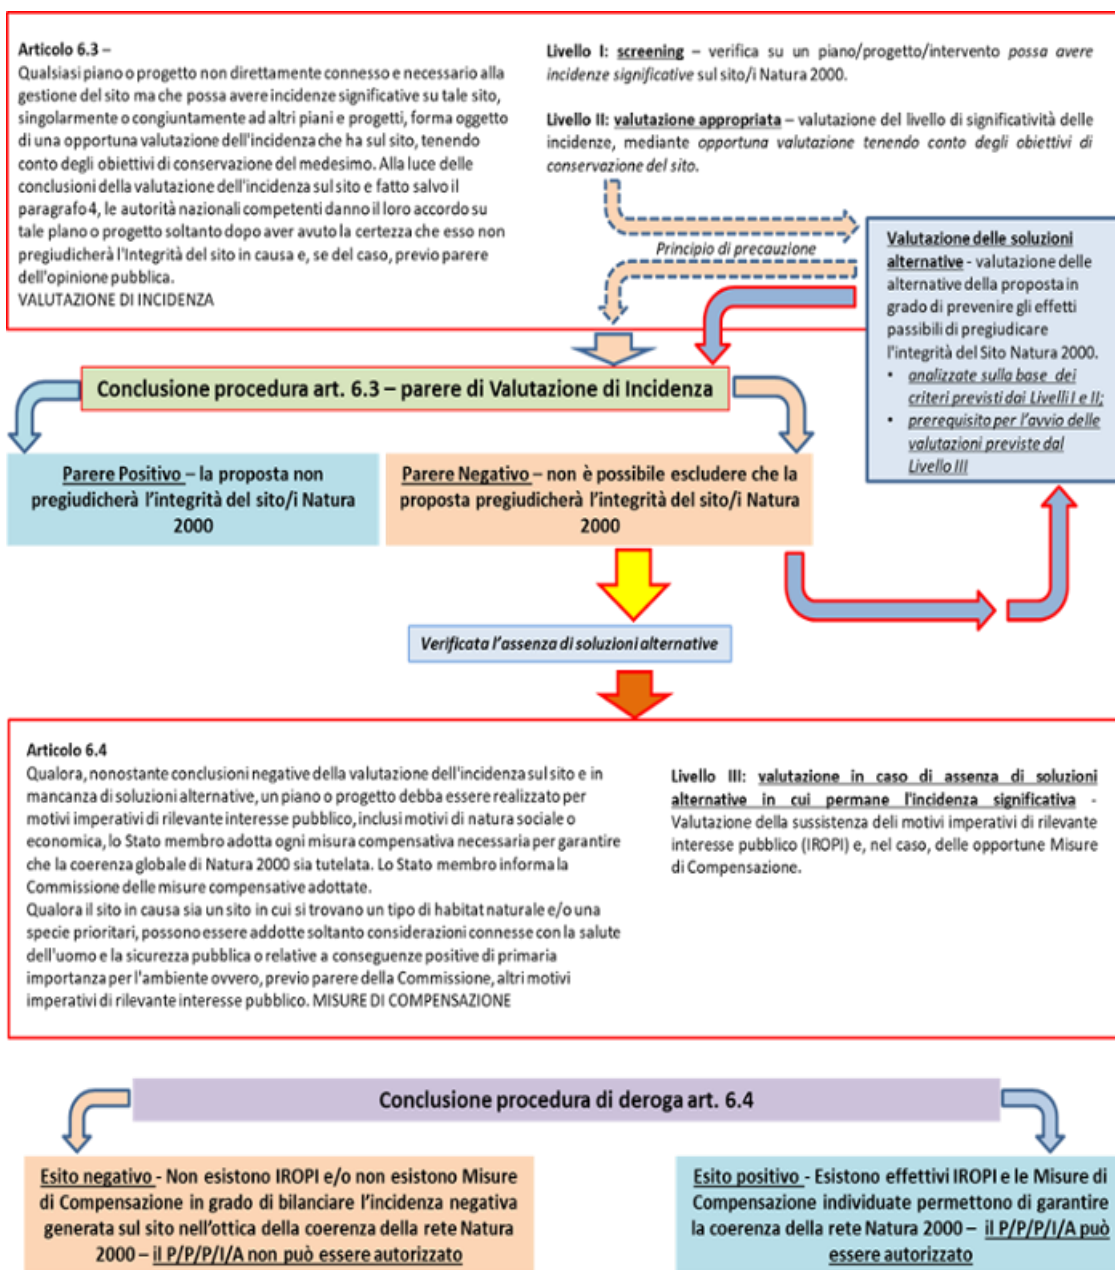 Articolo 6.3 –
Qualsiasi piano o progetto non direttamente connesso e necessario alla
gestione del sito ma che possa avere incidenze significative su tale sito,
singolarmente o congiuntamente ad altri piani e progetti, forma oggetto
di una opportuna valutazione dell'incidenza che ha sul sito, tenendo
conto degli obiettivi di conservazione del medesimo. Alla luce delle
conclusioni della valutazione dell'incidenza sul sito e fatto salvo il
paragrafo 4, le autorità nazionali competenti danno il loro accordo su
tale piano o progetto soltanto dopo aver avuto la certezza che esso non
pregiudicherà l'Integrità del sito in causa e, se del caso, previo parere
dell'opinione pubblica.
VALUTAZIONE DI INCIDENZA
Livello I: screening – verifica su un piano/progetto/intervento possa avere
incidenze significative sul sito/i Natura 2000.
Livello II: valutazione appropriata – valutazione del livello di significatività delle
incidenze, mediante opportuna valutazione tenendo conto degli obiettivi di
conservazione del sito.
Principio di precauzione
Valutazione delle soluzioni
alternative - valutazione delle
alternative della proposta in
grado di prevenire gli effetti
passibili di pregiudicare
l'integrità del Sito Natura 2000.
• analizzate sulla base dei
criteri previsti dai Livelli I e II;
• prerequisito per l'avvio delle
valutazioni previste dal
Livello III
Conclusione procedura art. 6.3 – parere di Valutazione di Incidenza
Parere Positivo – la proposta non
pregiudicherà l'integrità del sito/i Natura
2000
Parere Negativo – non è possibile escludere che la
proposta pregiudicherà l'integrità del sito/i Natura
2000
Verificata l'assenza di soluzioni alternative
Articolo 6.4
Qualora, nonostante conclusioni negative della valutazione dell'incidenza sul sito e in
mancanza di soluzioni alternative, un piano o progetto debba essere realizzato per
motivi imperativi di rilevante interesse pubblico, inclusi motivi di natura sociale o
economica, lo Stato membro adotta ogni misura compensativa necessaria per garantire
che la coerenza globale di Natura 2000 sia tutelata. Lo Stato membro informa la
Commissione delle misure compensative adottate.
Qualora il sito in causa sia un sito in cui si trovano un tipo di habitat naturale e/o una
specie prioritari, possono essere addotte soltanto considerazioni connesse con la salute
dell'uomo e la sicurezza pubblica o relative a conseguenze positive di primaria
importanza per l'ambiente ovvero, previo parere della Commissione, altri motivi
imperativi di rilevante interesse pubblico. MISURE DI COMPENSAZIONE
Livello III: valutazione in caso di assenza di soluzioni
alternative in cui permane l'incidenza significativa -
Valutazione della sussistenza deli motivi imperativi di rilevante
interesse pubblico (IROPI) e, nel caso, delle opportune Misure
di Compensazione.
Conclusione procedura di deroga art. 6.4
Esito negativo - Non esistono IROPI e/o non esistono Misure
di Compensazione in grado di bilanciare l'incidenza negativa
generata sul sito nell'ottica della coerenza della rete Natura
2000 – il P/P/P/I/A non può essere autorizzato
Esito positivo - Esistono effettivi IROPI e le Misure di
Compensazione individuate permettono di garantire
la coerenza della rete Natura 2000 – il P/P/P/I/A può
essere autorizzato